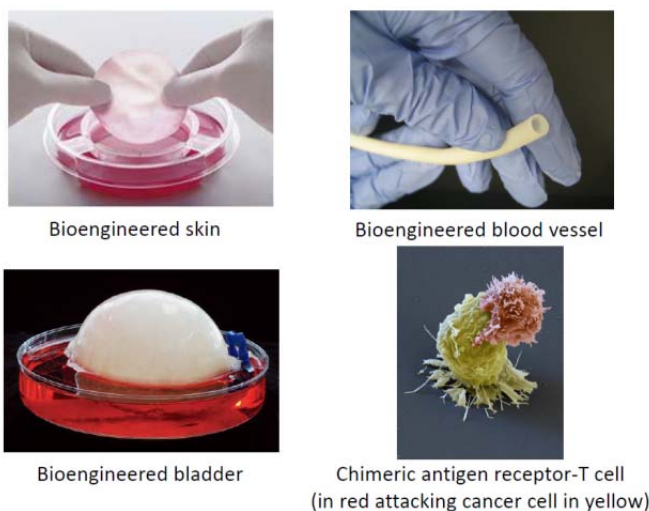 Bioengineered skin
Bioengineered blood vessel
Bioengineered bladder
Chimeric antigen receptor-T cell
(in red attacking cancer cell in yellow)